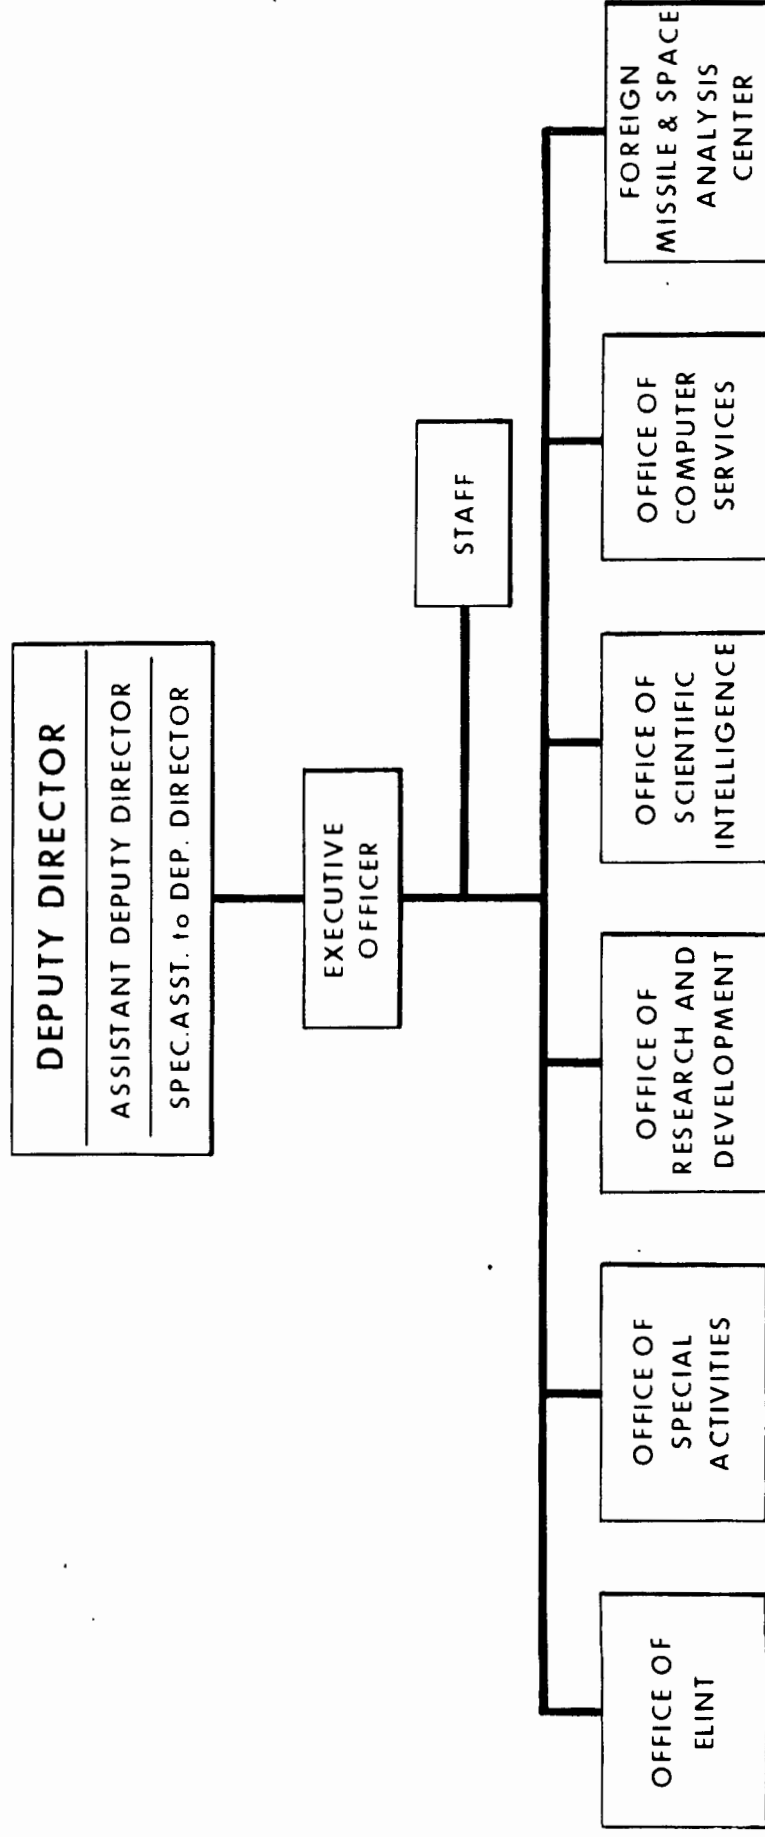 DEPUTY DIRECTOR
ASSISTANT DEPUTY DIRECTOR
SPEC.ASST. to DEP. DIRECTOR
EXECUTIVE
OFFICER
STAFF
OFFICE OF
ELINT
OFFICE OF
SPECIAL
ACTIVITIES
OFFICE OF
RESEARCH AND
DEVELOPMENT
OFFICE OF
SCIENTIFIC
INTELLIGENCE
OFFICE OF
COMPUTER
SERVICES
FOREIGN
MISSILE & SPACE
ANALYSIS
CENTER